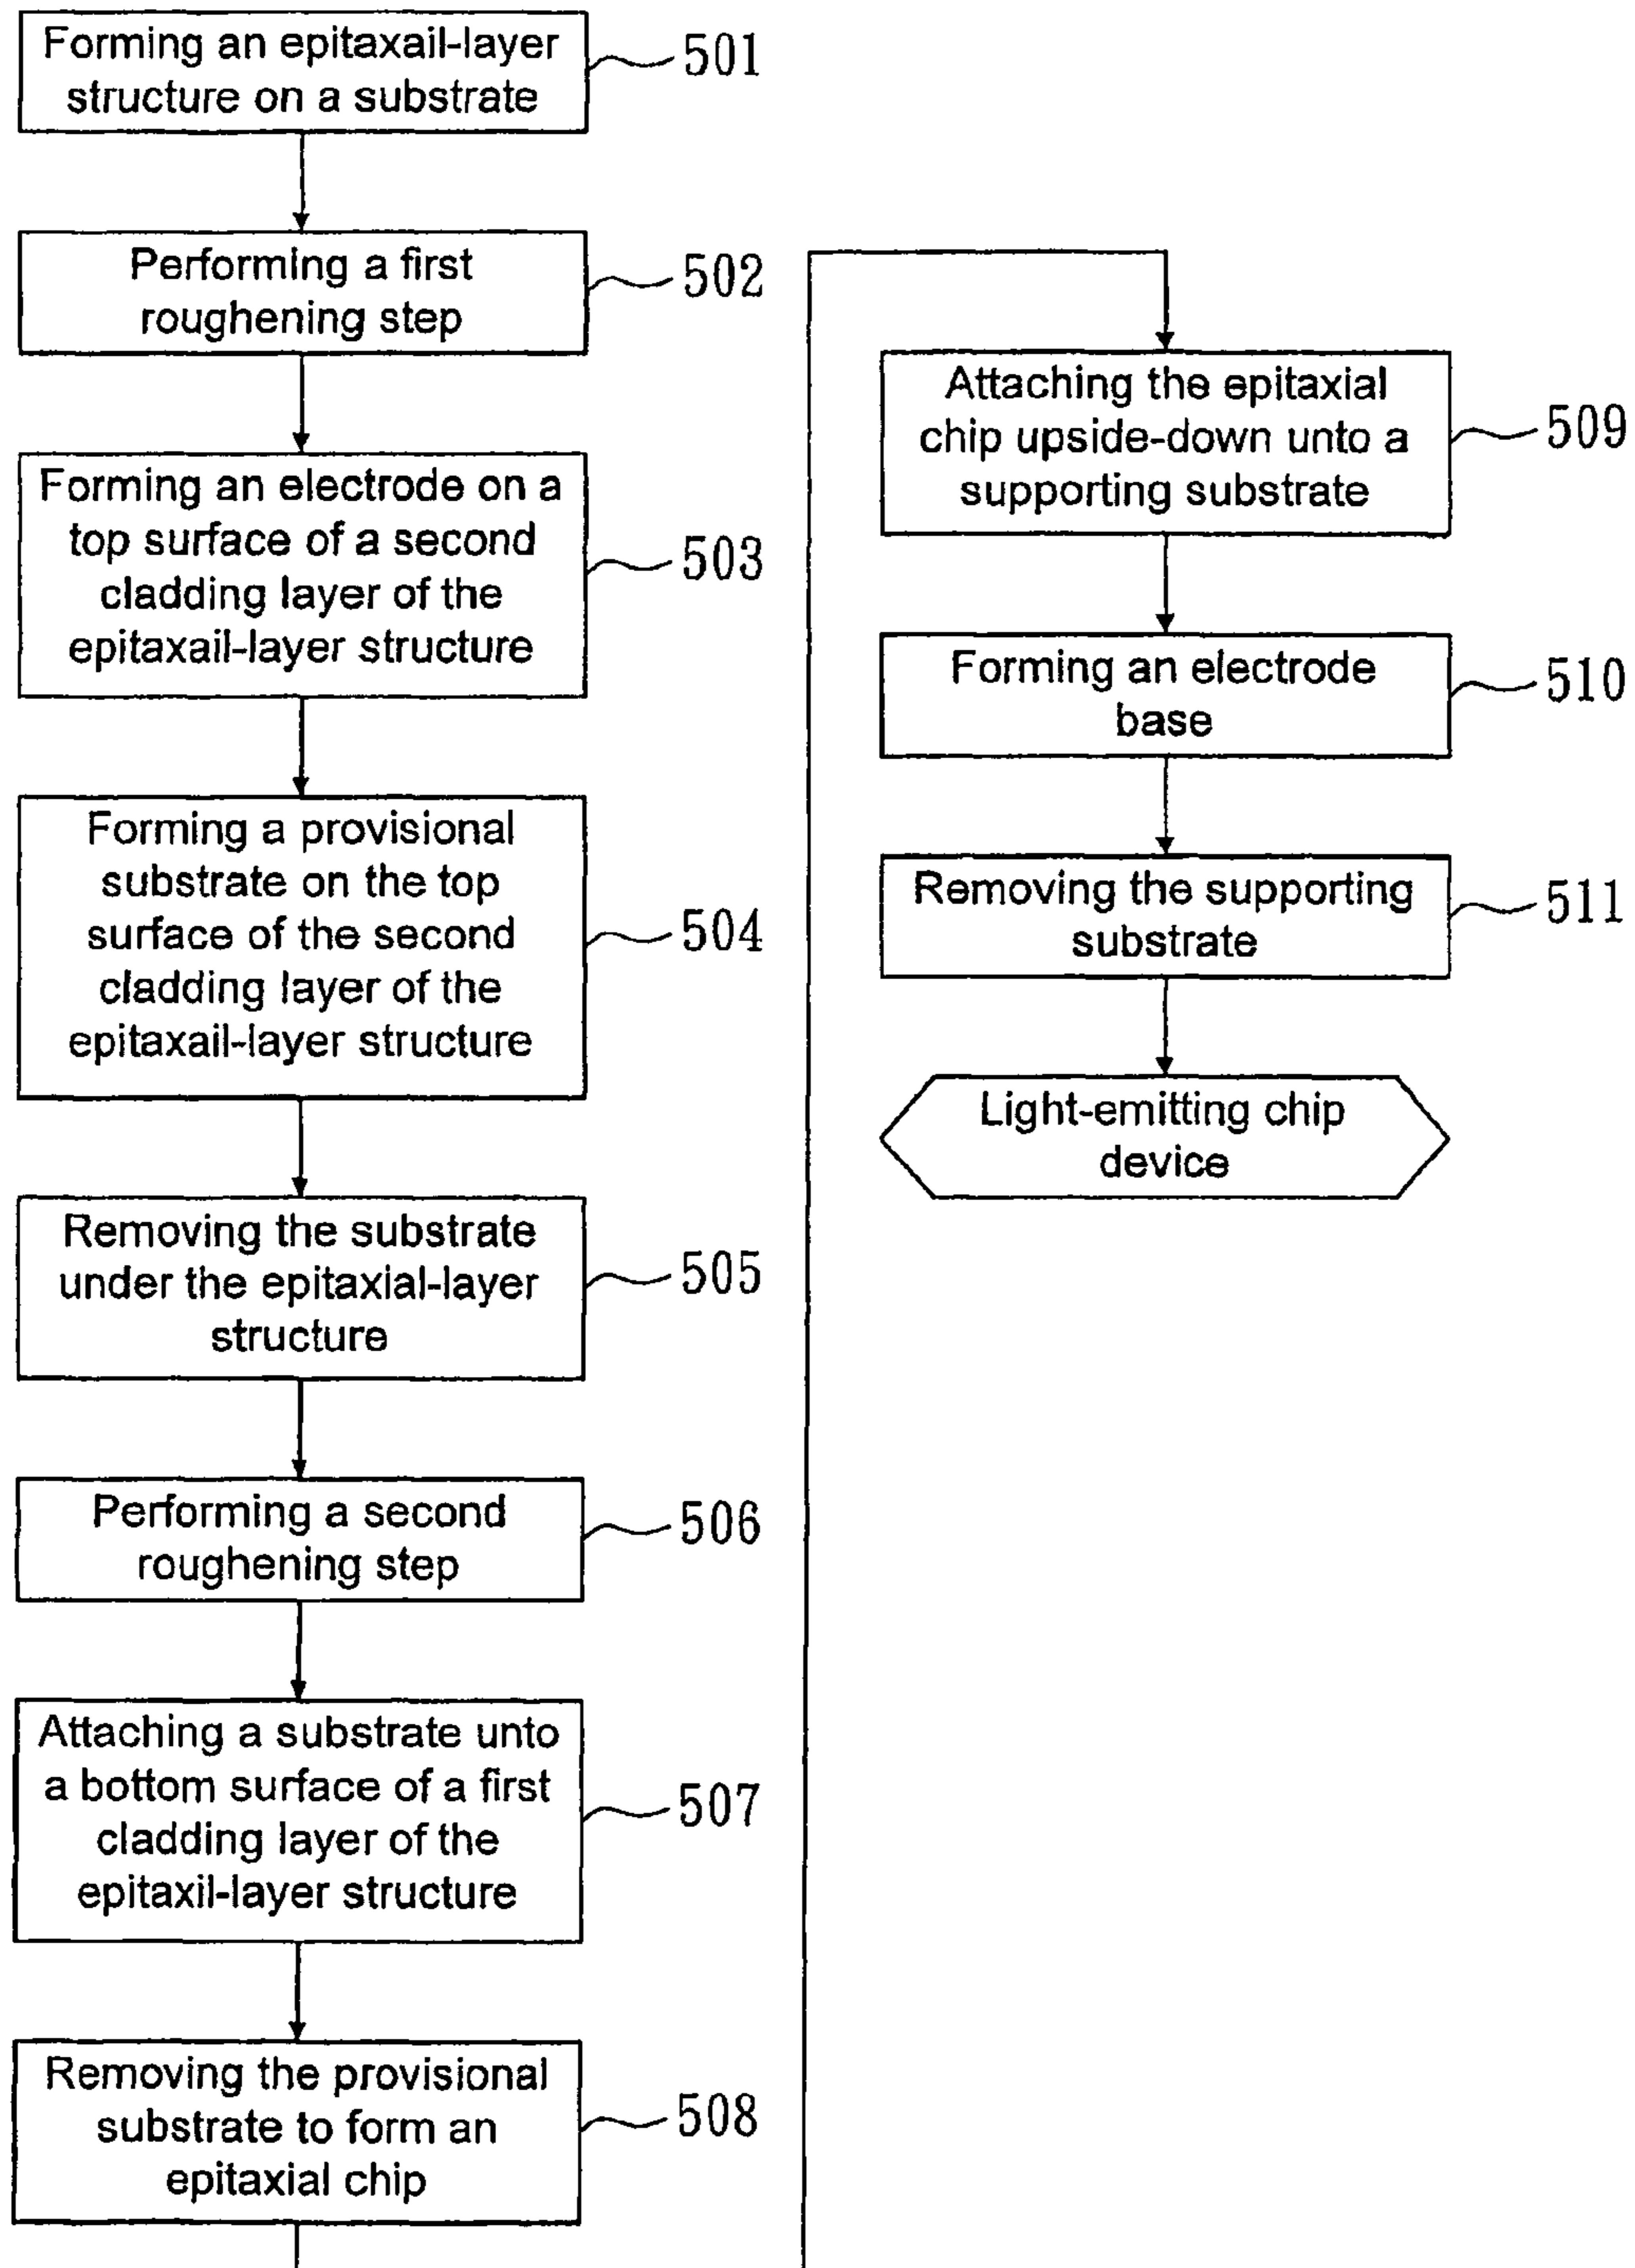 Forming an epitaxail-layer
structure on a substrate
501
Performing a first
roughening step
502
Forming an electrode on a
top surface of a second
cladding layer of the
epitaxail-layer structure
503
Forming a provisional
substrate on the top
surface of the second
cladding layer of the
epitaxail-layer structure
504
Removing the substrate
under the epitaxial-layer
structure
505
Performing a second
roughening step
506
Attaching a substrate unto
a bottom surface of a first
cladding layer of the
epitaxil-layer structure
507
Removing the provisional
substrate to form an
epitaxial chip
508
Attaching the epitaxial
chip upside-down unto a
supporting substrate
509
Forming an electrode
base
510
Removing the supporting
substrate
511
Light-emitting chip
device